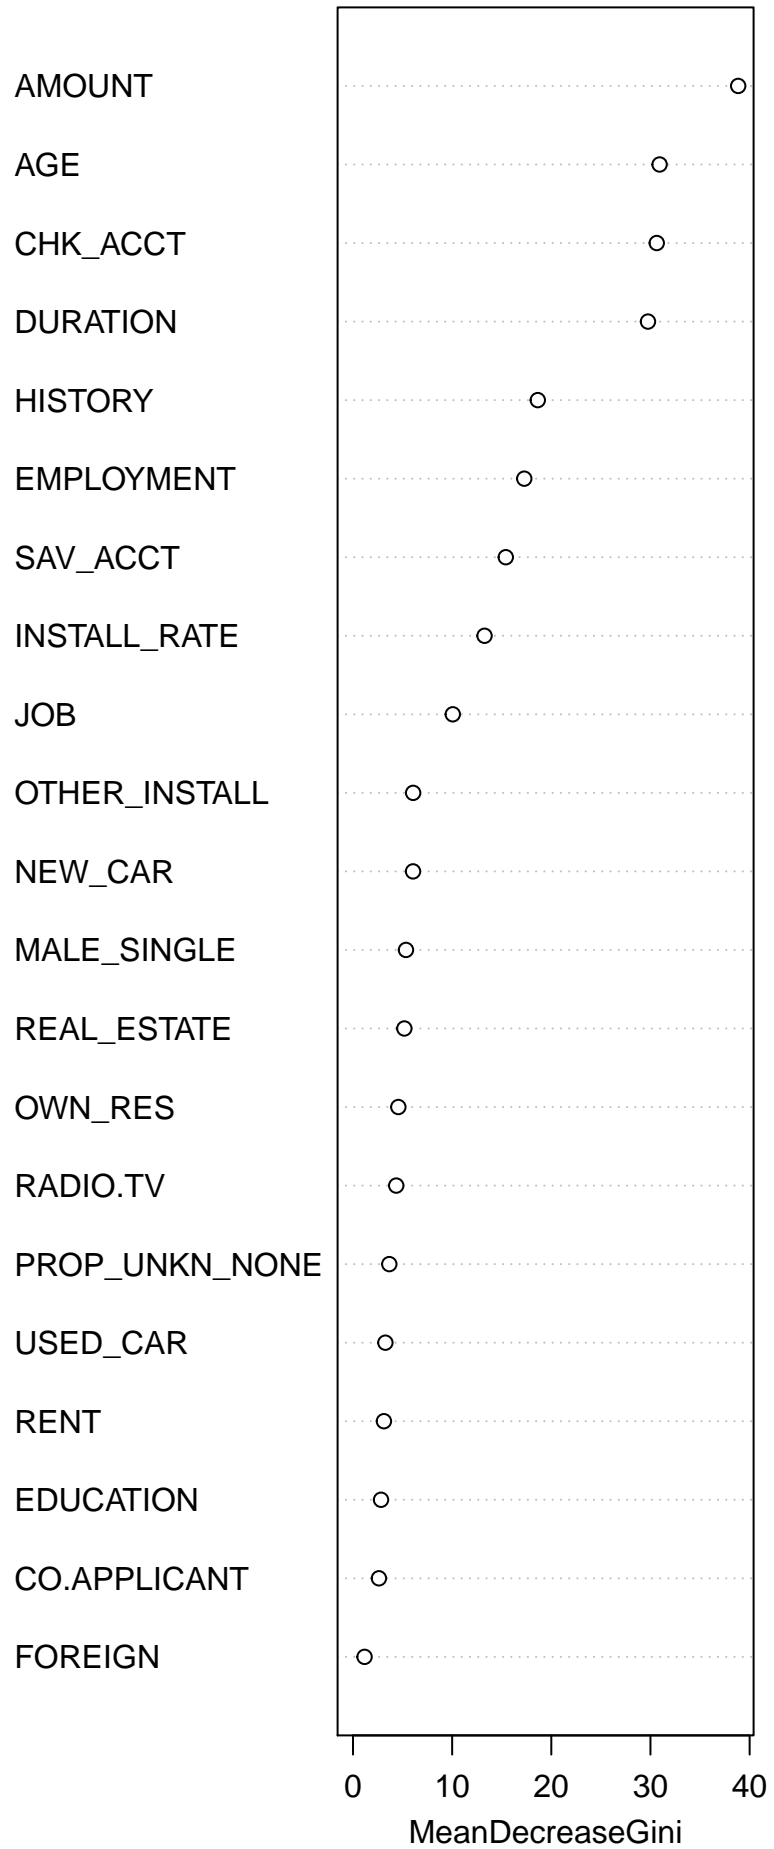 AMOUNT
AGE
CHK_ACCT
DURATION
HISTORY
EMPLOYMENT
SAV_ACCT
INSTALL_RATE
JOB
OTHER_INSTALL
NEW_CAR
MALE_SINGLE
REAL_ESTATE
OWN_RES
RADIO.TV
PROP_UNKN_NONE
USED_CAR
RENT
EDUCATION
CO.APPLICANT
FOREIGN
0 10 20 30 40
MeanDecreaseGini